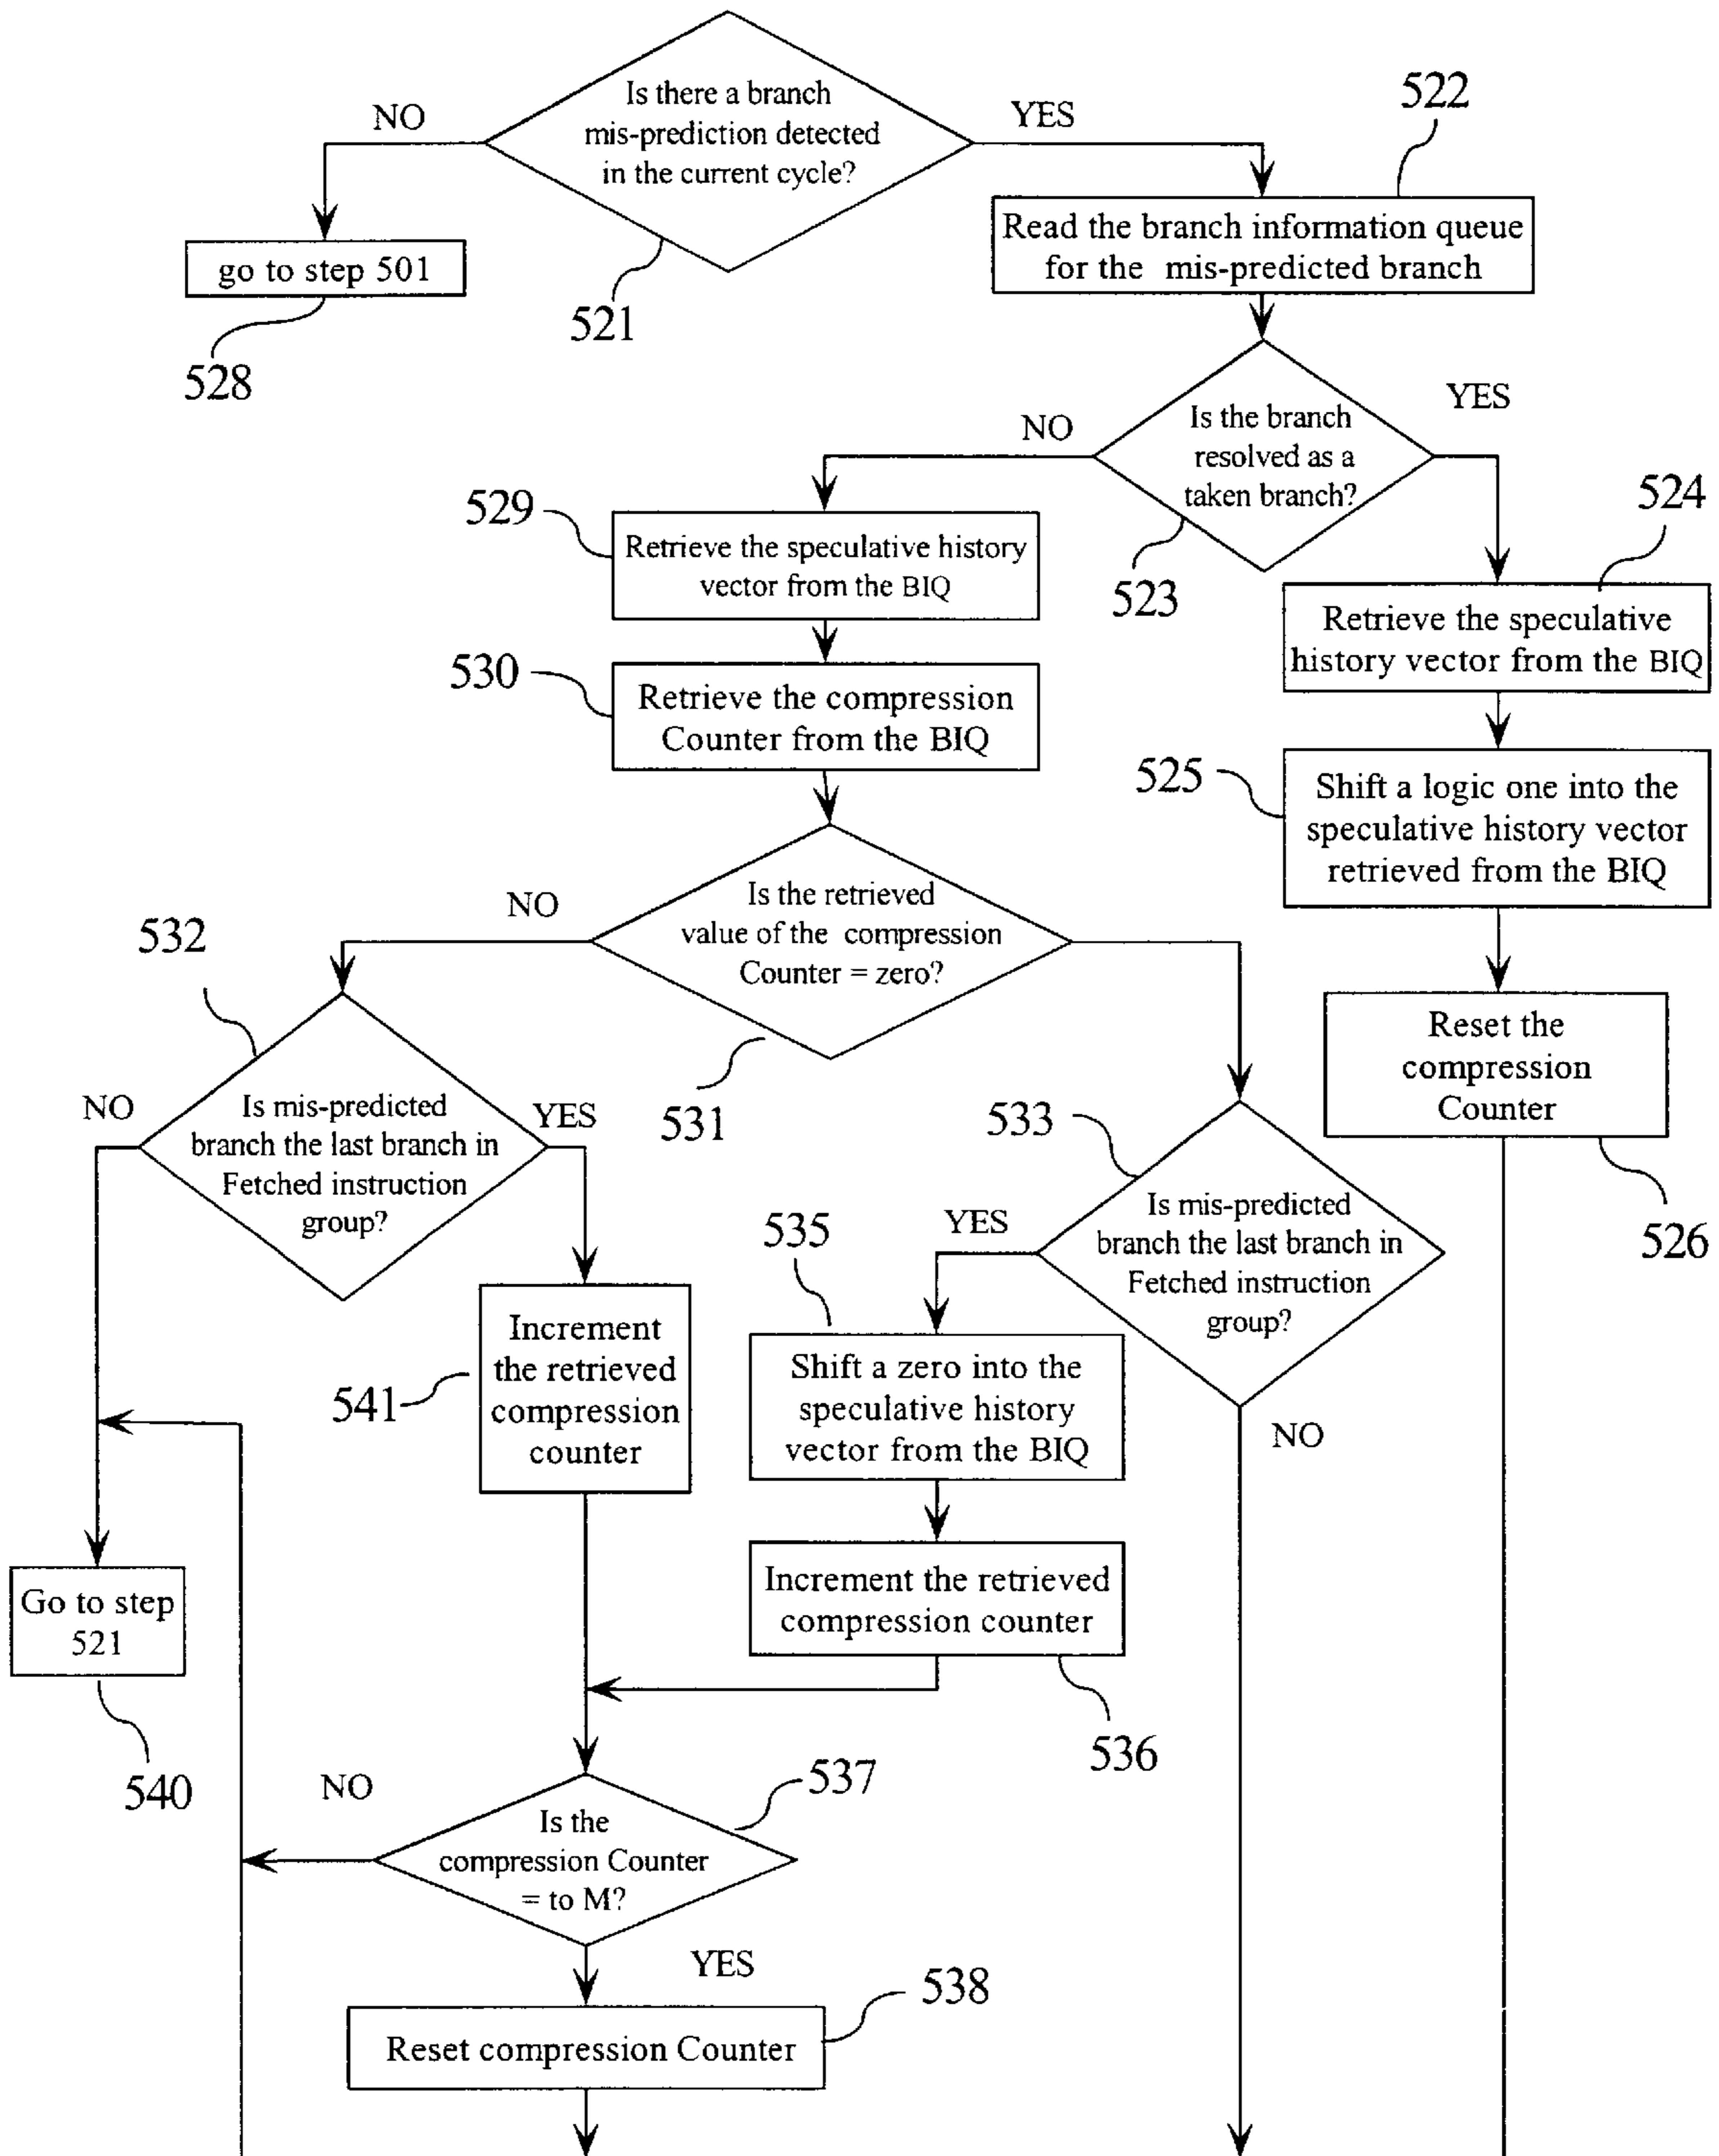 Is there a branch
mis-prediction detected
in the current cycle?
NO
YES
522
521
go to step 501
528
Read the branch information queue
for the mis-predicted branch
Is the branch
resolved as a
taken branch?
NO
YES
523
524
529
Retrieve the speculative history
vector from the BIQ
Retrieve the speculative
history vector from the BIQ
530
Retrieve the compression
Counter from the BIQ
525
Shift a logic one into the
speculative history vector
retrieved from the BIQ
Is the retrieved
value of the compression
Counter = zero?
NO
531
532
Reset the
compression
Counter
526
Is mis-predicted
branch the last branch in
Fetched instruction
group?
NO
YES
533
Is mis-predicted
branch the last branch in
Fetched instruction
group?
YES
NO
535
Shift a zero into the
speculative history
vector from the BIQ
541
Increment
the retrieved
compression
counter
Increment the retrieved
compression counter
536
Go to step
521
540
537
Is the
compression Counter
= to M?
NO
YES
538
Reset compression Counter